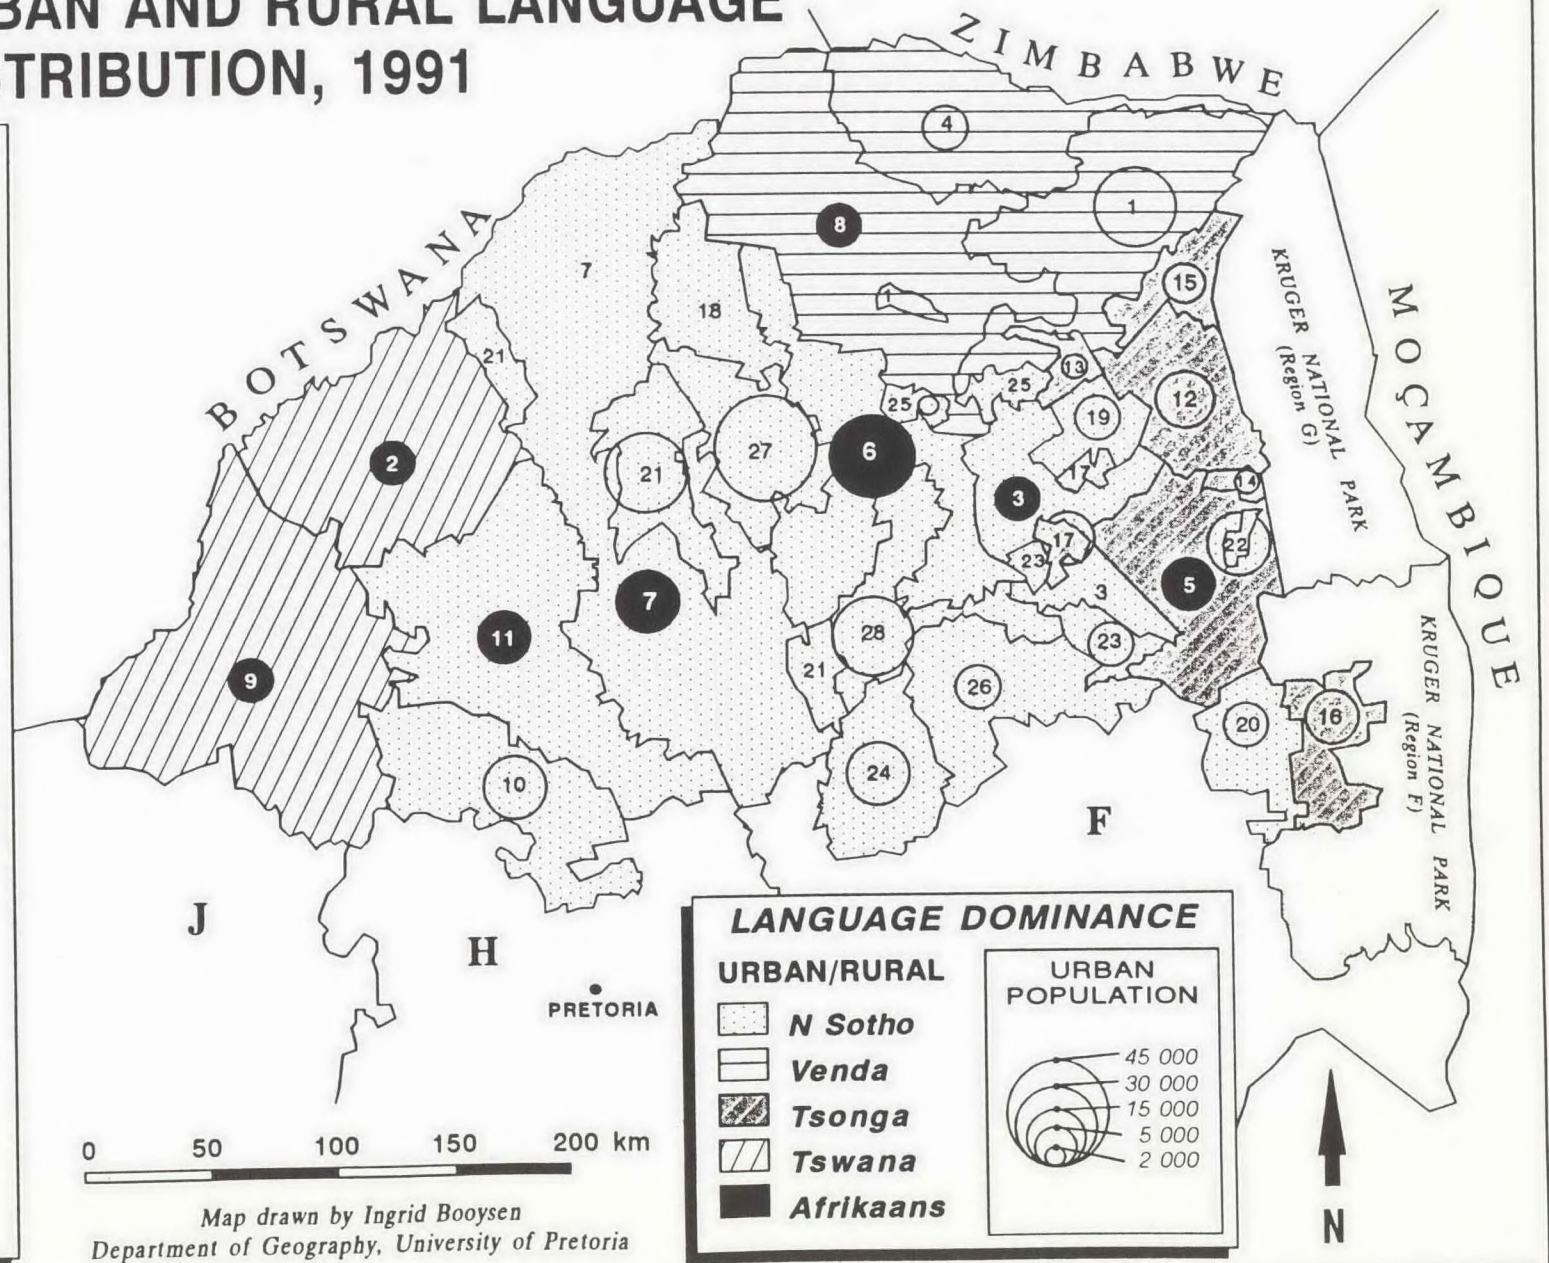 BAN AND RURAL LANGUAGE
TRIBUTION, 1991
ZIMBABWE
BOTSWANA
MOÇAMBIQUE
KRUGER NATIONAL PARK
(Region G)
KRUGER NATIONAL PARK
(Region F)
4
1
8
7
15
18
1
21
13
25
25
12
19
2
27
6
21
17
14
3
17
22
23
5
7
3
11
28
23
21
9
26
16
20
24
10
F
J
H
PRETORIA
LANGUAGE DOMINANCE
URBAN/RURAL
N Sotho
Venda
Tsonga
Tswana
Afrikaans
URBAN
POPULATION
45 000
30 000
15 000
5 000
2 000
0 50 100 150 200 km
Map drawn by Ingrid Booysen
Department of Geography, University of Pretoria
N